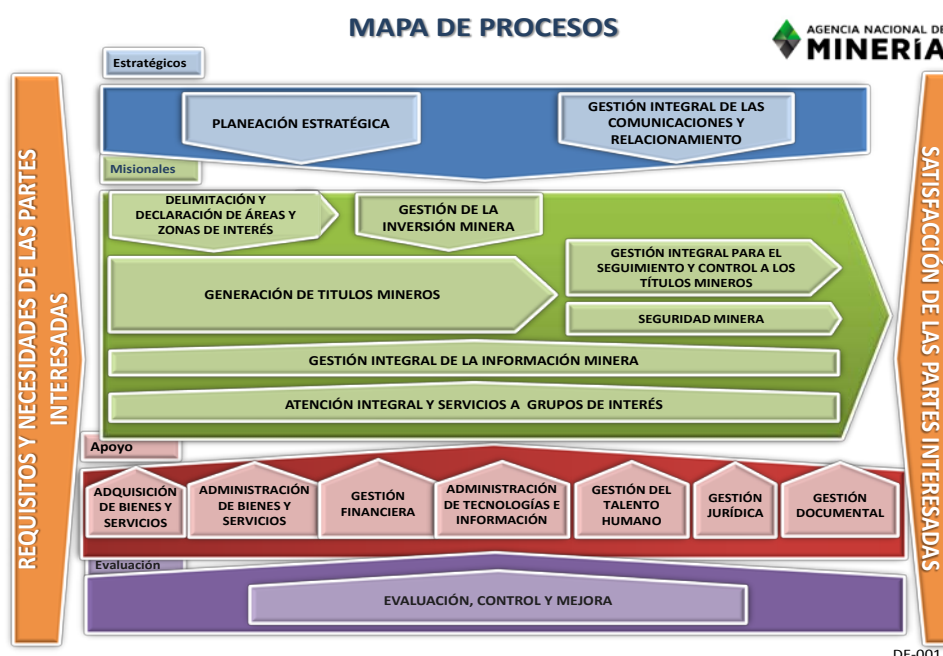 MAPA DE PROCESOS
AGENCIA NACIONAL DE
MINERÍA
Estratégicos
PLANEACIÓN ESTRATÉGICA
GESTIÓN INTEGRAL DE LAS
COMUNICACIONES Y
RELACIONAMIENTO
REQUISITOS Y NECESIDADES DE LAS PARTES
INTERESADAS
Misionales
DELIMITACIÓN Y
DECLARACIÓN DE ÁREAS Y
ZONAS DE INTERÉS
GESTIÓN DE LA
INVERSIÓN MINERA
GENERACIÓN DE TITULOS MINEROS
GESTIÓN INTEGRAL PARA EL
SEGUIMIENTO Y CONTROL A LOS
TÍTULOS MINEROS
SEGURIDAD MINERA
GESTIÓN INTEGRAL DE LA INFORMACIÓN MINERA
ATENCIÓN INTEGRAL Y SERVICIOS A GRUPOS DE INTERÉS
Apoyo
ADQUISICIÓN
DE BIENES Y
SERVICIOS
ADMINISTRACIÓN
DE BIENES Y
SERVICIOS
GESTIÓN
FINANCIERA
ADMINISTRACIÓN
DE TECNOLOGÍAS E
INFORMACIÓN
GESTIÓN DEL
TALENTO
HUMANO
GESTIÓN
JURÍDICA
GESTIÓN
DOCUMENTAL
Evaluación
EVALUACIÓN, CONTROL Y MEJORA
SATISFACCIÓN DE LAS PARTES INTERESADAS
DE-001